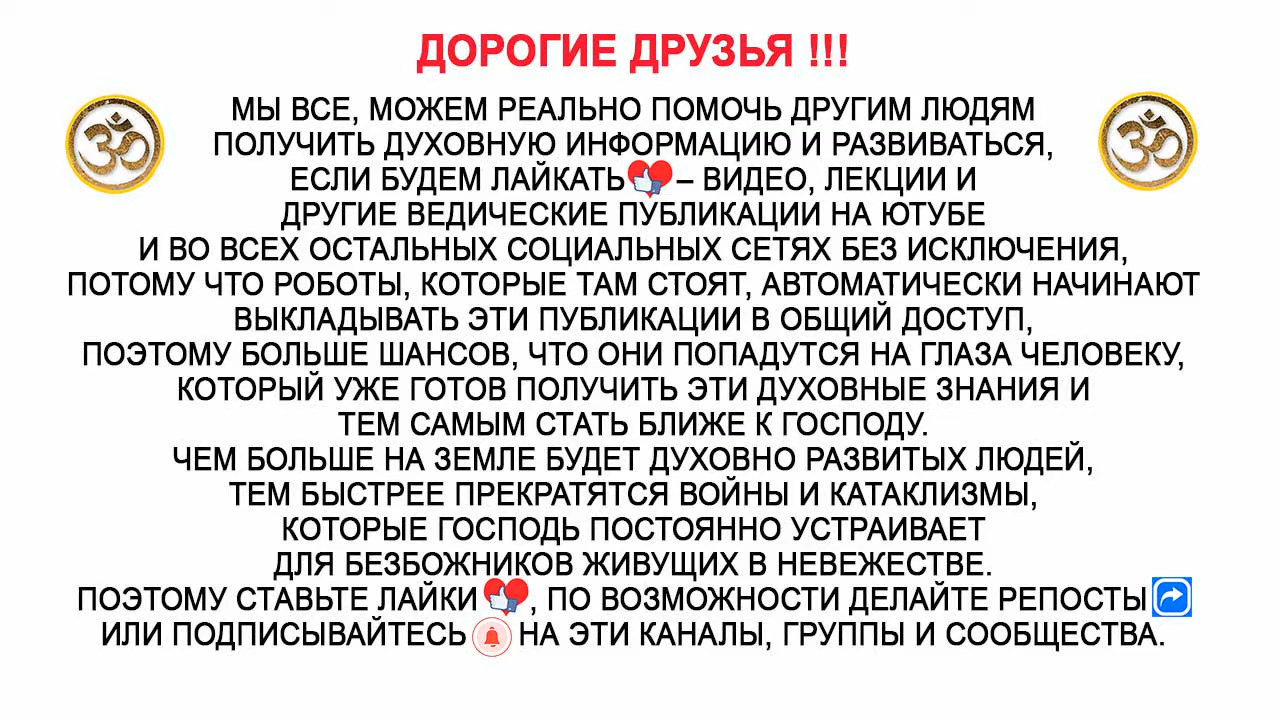 ДОРОГИЕ ДРУЗЬЯ !!!
МЫ ВСЕ, МОЖЕМ РЕАЛЬНО ПОМОЧЬ ДРУГИМ ЛЮДЯМ
ПОЛУЧИТЬ ДУХОВНУЮ ИНФОРМАЦИЮ И РАЗВИВАТЬСЯ,
ЕСЛИ БУДЕМ ЛАЙКАТЬ – ВИДЕО, ЛЕКЦИИ И
ДРУГИЕ ВЕДИЧЕСКИЕ ПУБЛИКАЦИИ НА ЮТУБЕ
И ВО ВСЕХ ОСТАЛЬНЫХ СОЦИАЛЬНЫХ СЕТЯХ БЕЗ ИСКЛЮЧЕНИЯ,
ПОТОМУ ЧТО РОБОТЫ, КОТОРЫЕ ТАМ СТОЯТ, АВТОМАТИЧЕСКИ НАЧИНАЮТ
ВЫКЛАДЫВАТЬ ЭТИ ПУБЛИКАЦИИ В ОБЩИЙ ДОСТУП,
ПОЭТОМУ БОЛЬШЕ ШАНСОВ, ЧТО ОНИ ПОПАДУТСЯ НА ГЛАЗА ЧЕЛОВЕКУ,
КОТОРЫЙ УЖЕ ГОТОВ ПОЛУЧИТЬ ЭТИ ДУХОВНЫЕ ЗНАНИЯ И
ТЕМ САМЫМ СТАТЬ БЛИЖЕ К ГОСПОДУ.
ЧЕМ БОЛЬШЕ НА ЗЕМЛЕ БУДЕТ ДУХОВНО РАЗВИТЫХ ЛЮДЕЙ,
ТЕМ БЫСТРЕЕ ПРЕКРАТЯТСЯ ВОЙНЫ И КАТАКЛИЗМЫ,
КОТОРЫЕ ГОСПОДЬ ПОСТОЯННО УСТРАИВАЕТ
ДЛЯ БЕЗБОЖНИКОВ ЖИВУЩИХ В НЕВЕЖЕСТВЕ.
ПОЭТОМУ СТАВЬТЕ ЛАЙКИ , ПО ВОЗМОЖНОСТИ ДЕЛАЙТЕ РЕПОСТЫ
ИЛИ ПОДПИСЫВАЙТЕСЬ НА ЭТИ КАНАЛЫ, ГРУППЫ И СООБЩЕСТВА.
ॐ
ॐ